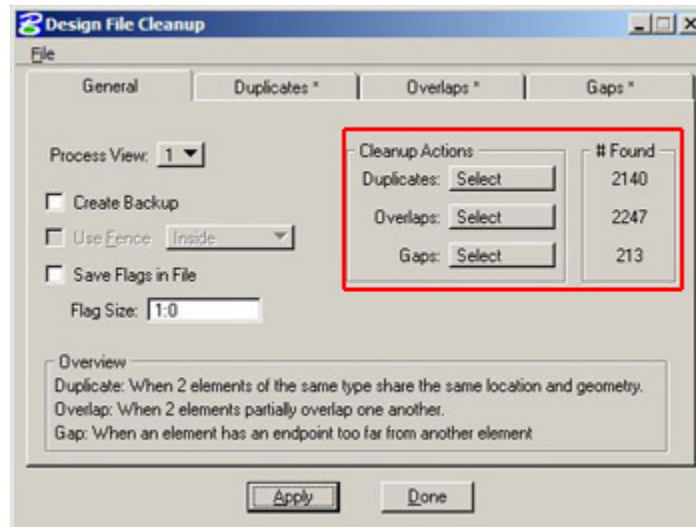 Design File Cleanup
File
General
Duplicates *
Overlaps *
Gaps *
Process View: 1
Create Backup
Use Fence Inside
Save Flags in File
Flag Size: 1:0
Cleanup Actions
Duplicates: Select
Overlaps: Select
Gaps: Select
# Found
2140
2247
213
Overview
Duplicate: When 2 elements of the same type share the same location and geometry.
Overlap: When 2 elements partially overlap one another.
Gap: When an element has an endpoint too far from another element
Apply
Done